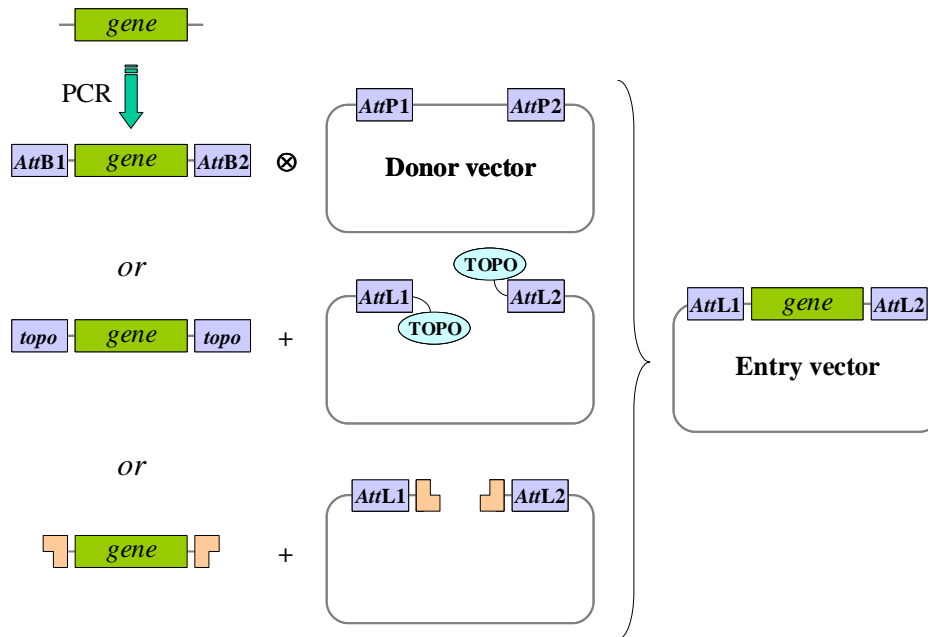 gene
PCR
AttB1 gene AttB2 ⊗ AttP1 AttP2
Donor vector
or
topo gene topo + AttL1 TOPO TOPO AttL2
or
gene + AttL1 AttL2
AttL1 gene AttL2
Entry vector